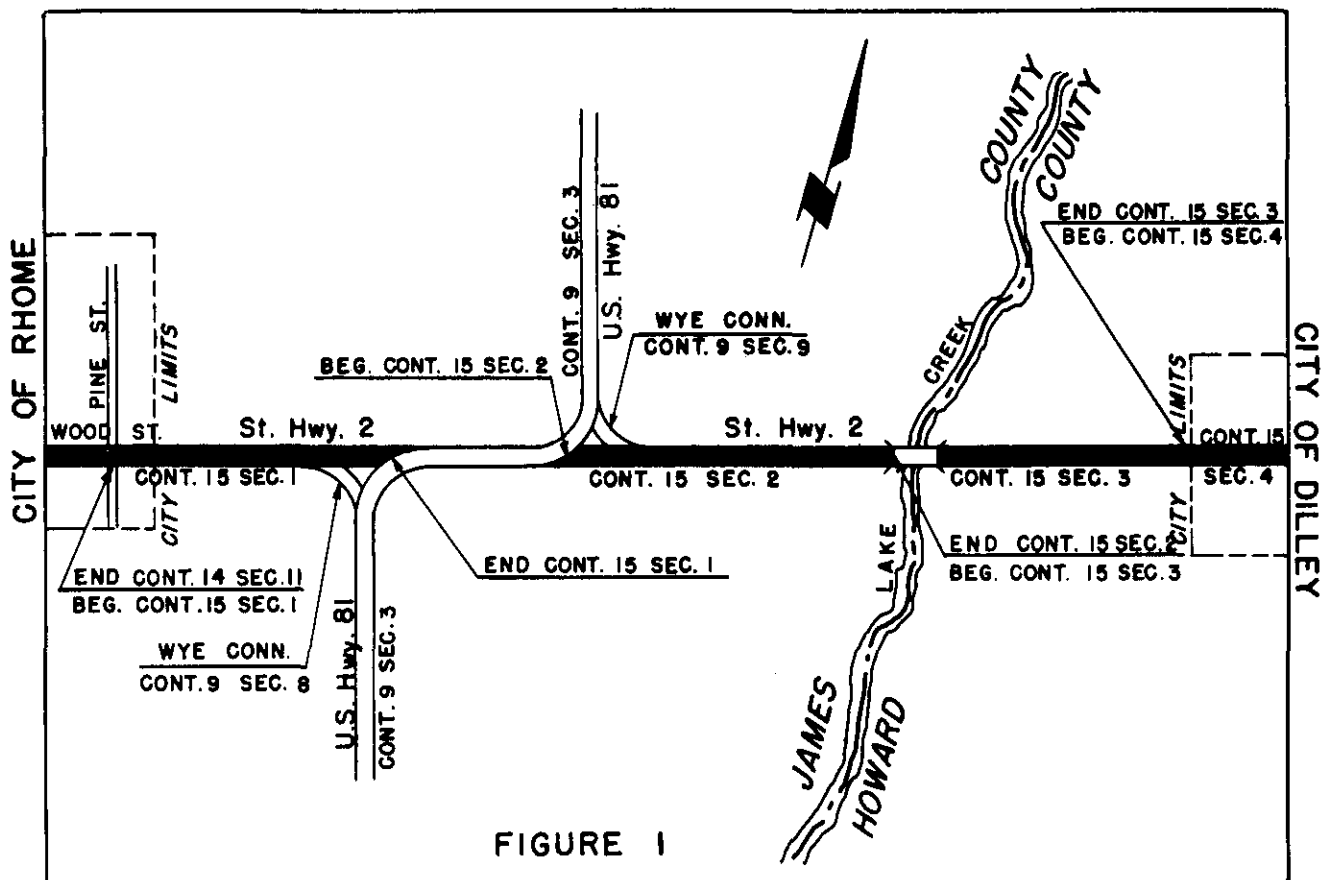 CITY OF RHOME
PINE ST.
LIMITS
CITY
WOOD ST.
St. Hwy. 2
CONT. 15 SEC. 1
END CONT. 14 SEC. 11
BEG. CONT. 15 SEC. 1
WYE CONN.
CONT. 9 SEC. 8
U.S. Hwy. 81
CONT. 9 SEC. 3
END CONT. 15 SEC. 1
BEG. CONT. 15 SEC. 2
CONT. 9 SEC. 3
U.S. Hwy. 81
WYE CONN.
CONT. 9 SEC. 9
St. Hwy. 2
CONT. 15 SEC. 2
COUNTY
COUNTY
CREEK
LAKE
JAMES
HOWARD
END CONT. 15 SEC. 2
BEG. CONT. 15 SEC. 3
CONT. 15 SEC. 3
END CONT. 15 SEC. 3
BEG. CONT. 15 SEC. 4
LIMITS
CITY
CONT. 15
SEC. 4
CITY OF DILLEY
FIGURE 1